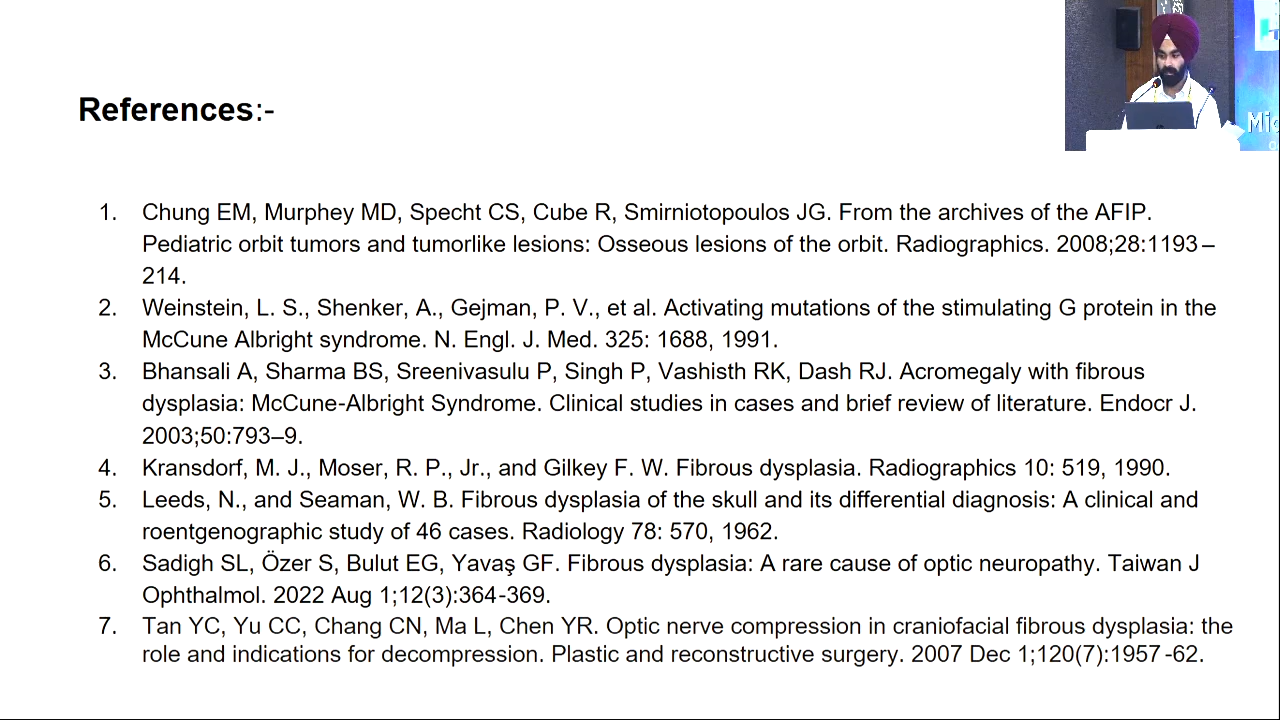 References:-
1. Chung EM, Murphey MD, Specht CS, Cube R, Smirniotopoulos JG. From the archives of the AFIP.
Pediatric orbit tumors and tumorlike lesions: Osseous lesions of the orbit. Radiographics. 2008;28:1193–
214.
2. Weinstein, L. S., Shenker, A., Gejman, P. V., et al. Activating mutations of the stimulating G protein in the
McCune Albright syndrome. N. Engl. J. Med. 325: 1688, 1991.
3. Bhansali A, Sharma BS, Sreenivasulu P, Singh P, Vashisth RK, Dash RJ. Acromegaly with fibrous
dysplasia: McCune-Albright Syndrome. Clinical studies in cases and brief review of literature. Endocr J.
2003;50:793–9.
4. Kransdorf, M. J., Moser, R. P., Jr., and Gilkey F. W. Fibrous dysplasia. Radiographics 10: 519, 1990.
5. Leeds, N., and Seaman, W. B. Fibrous dysplasia of the skull and its differential diagnosis: A clinical and
roentgenographic study of 46 cases. Radiology 78: 570, 1962.
6. Sadigh SL, Özer S, Bulut EG, Yavaş GF. Fibrous dysplasia: A rare cause of optic neuropathy. Taiwan J
Ophthalmol. 2022 Aug 1;12(3):364-369.
7. Tan YC, Yu CC, Chang CN, Ma L, Chen YR. Optic nerve compression in craniofacial fibrous dysplasia: the
role and indications for decompression. Plastic and reconstructive surgery. 2007 Dec 1;120(7):1957-62.